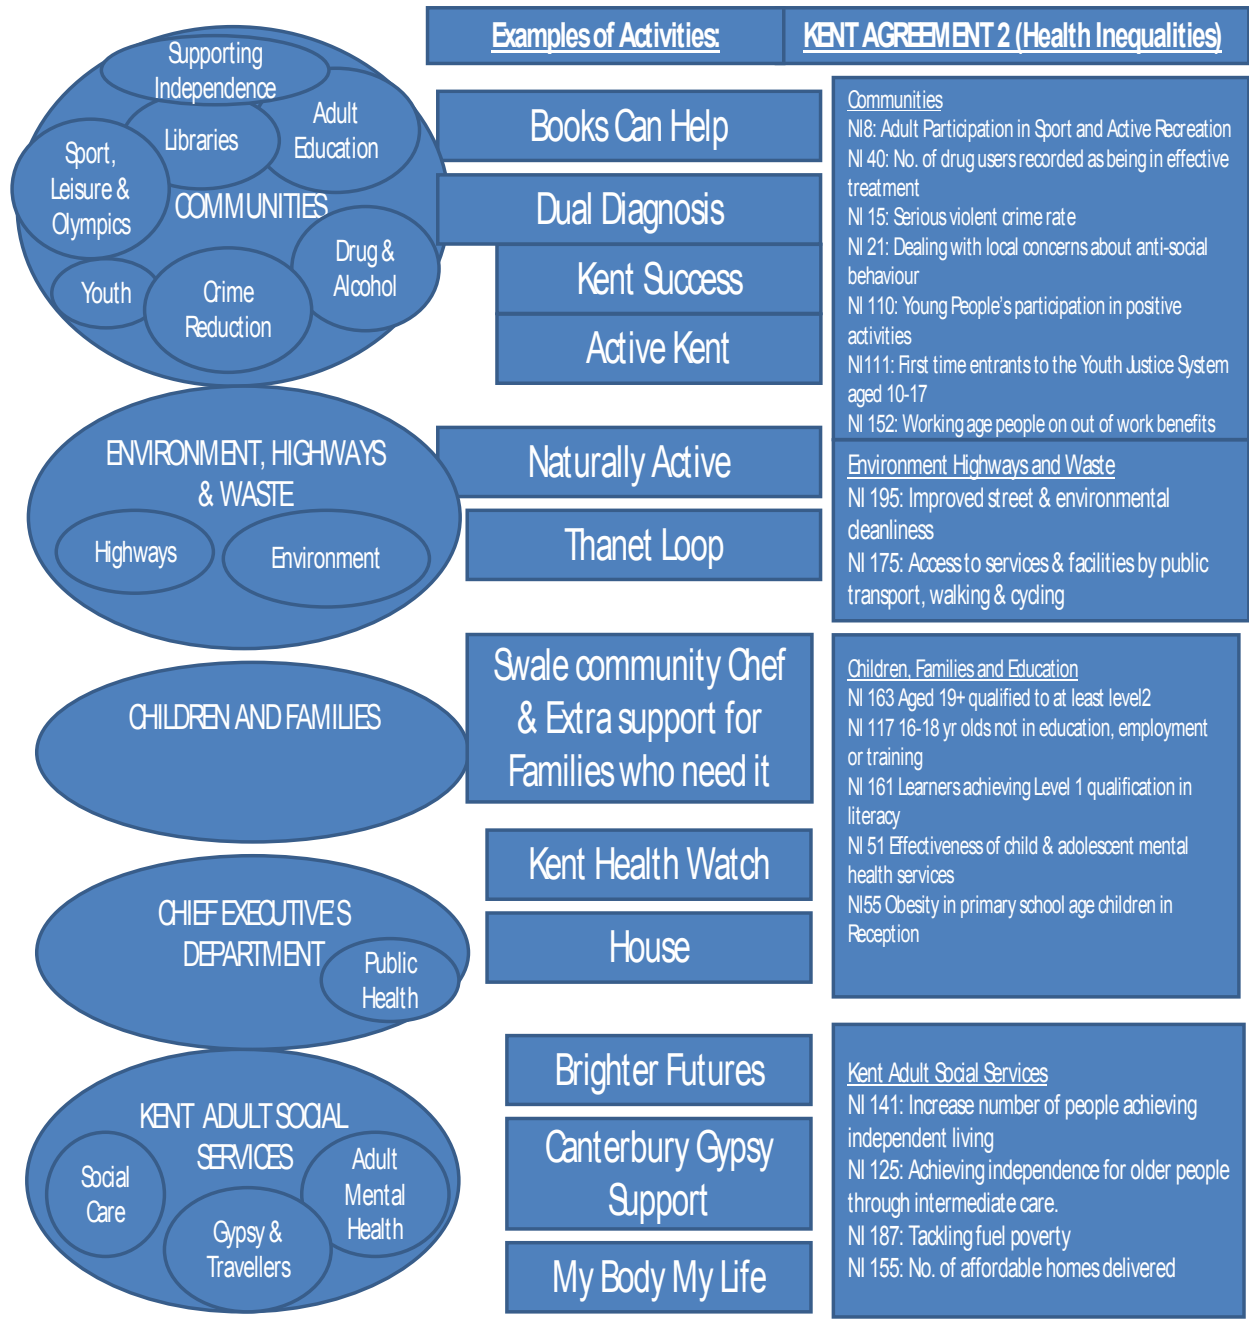 Examples of Activities:
KENT AGREEMENT 2 (Health Inequalities)
Supporting
Independence
Libraries
Adult
Education
Sport,
Leisure &
Olympics
COMMUNITIES
Drug &
Alcohol
Youth
Crime
Reduction
Books Can Help
Dual Diagnosis
Kent Success
Active Kent
Communities
NI8: Adult Participation in Sport and Active Recreation
NI 40: No. of drug users recorded as being in effective
treatment
NI 15: Serious violent crime rate
NI 21: Dealing with local concerns about anti-social
behaviour
NI 110: Young People's participation in positive
activities
NI111: First time entrants to the Youth Justice System
aged 10-17
NI 152: Working age people on out of work benefits
ENVIRONMENT, HIGHWAYS
& WASTE
Highways
Environment
Naturally Active
Thanet Loop
Environment Highways and Waste
NI 195: Improved street & environmental
cleanliness
NI 175: Access to services & facilities by public
transport, walking & cycling
CHILDREN AND FAMILIES
Swale community Chef
& Extra support for
Families who need it
Children, Families and Education
NI 163 Aged 19+ qualified to at least level2
NI 117 16-18 yr olds not in education, employment
or training
NI 161 Learners achieving Level 1 qualification in
literacy
NI 51 Effectiveness of child & adolescent mental
health services
NI55 Obesity in primary school age children in
Reception
CHIEF EXECUTIVE'S
DEPARTMENT
Public
Health
Kent Health Watch
House
KENT ADULT SOCIAL
SERVICES
Social
Care
Gypsy &
Travellers
Adult
Mental
Health
Brighter Futures
Canterbury Gypsy
Support
My Body My Life
Kent Adult Social Services
NI 141: Increase number of people achieving
independent living
NI 125: Achieving independence for older people
through intermediate care.
NI 187: Tackling fuel poverty
NI 155: No. of affordable homes delivered